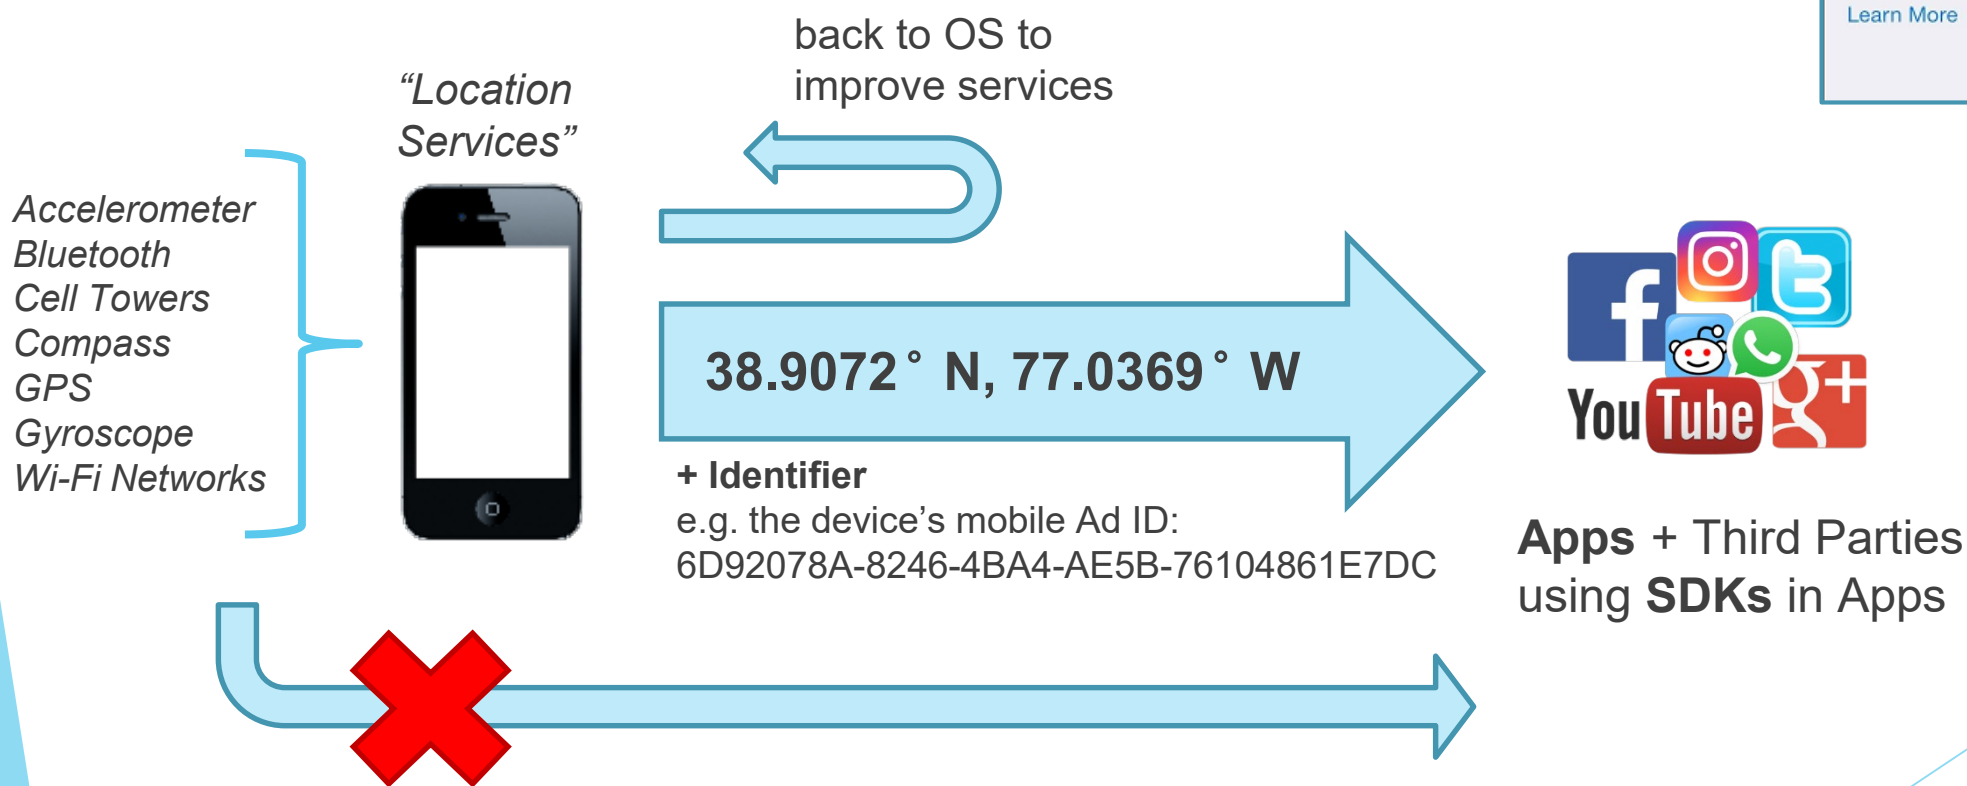 back to OS to
improve services
Learn More
“Location
Services”
Accelerometer
Bluetooth
Cell Towers
Compass
GPS
Gyroscope
Wi-Fi Networks
38.9072° N, 77.0369° W
+ Identifier
e.g. the device’s mobile Ad ID:
6D92078A-8246-4BA4-AE5B-76104861E7DC
f
g+
You Tube
Apps + Third Parties
using SDKs in Apps